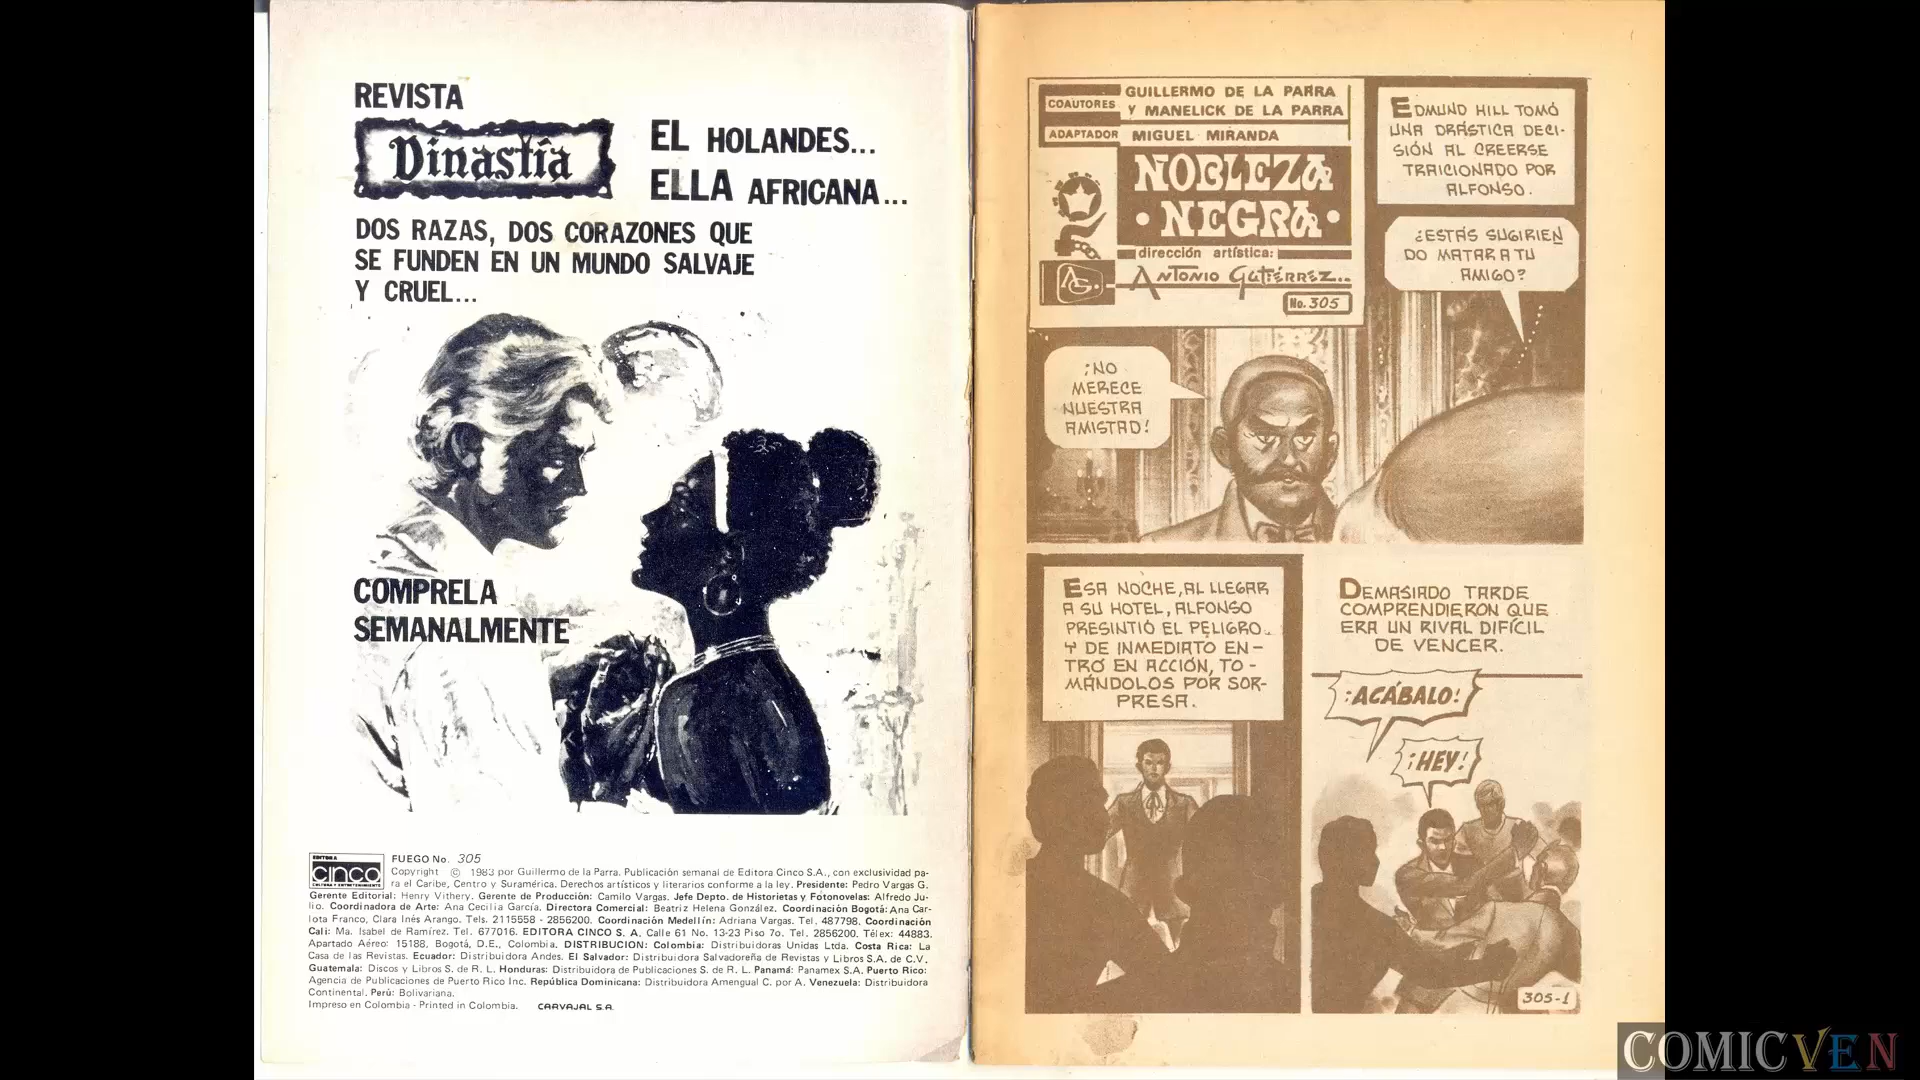 REVISTA
Dinastía
EL HOLANDES...
ELLA AFRICANA...
DOS RAZAS, DOS CORAZONES QUE
SE FUNDEN EN UN MUNDO SALVAJE
Y CRUEL...
COMPRELA
SEMANALMENTE
EDITORA
CINCO
CULTURA Y ENTRETENIMIENTO
FUEGO No. 305
Copyright © 1983 por Guillermo de la Parra. Publicación semanal de Editora Cinco S.A., con exclusividad pa-
ra el Caribe, Centro y Suramérica. Derechos artísticos y literarios conforme a la ley. Presidente: Pedro Vargas G.
Gerente Editorial: Henry Vithery. Gerente de Producción: Camilo Vargas. Jefe Depto. de Historietas y Fotonovelas: Alfredo Ju-
lio. Coordinadora de Arte: Ana Cecilia García. Directora Comercial: Beatriz Helena González. Coordinación Bogotá: Ana Car-
lota Franco, Clara Inés Arango. Tels. 2115558 - 2856200. Coordinación Medellín: Adriana Vargas. Tel. 487798. Coordinación
Cali: Ma. Isabel de Ramírez. Tel. 677016. EDITORA CINCO S. A. Calle 61 No. 13-23 Piso 7o. Tel. 2856200. Télex: 44883.
Apartado Aéreo: 15188. Bogotá, D.E., Colombia. DISTRIBUCION: Colombia: Distribuidoras Unidas Ltda. Costa Rica: La
Casa de las Revistas. Ecuador: Distribuidora Andes. El Salvador: Distribuidora Salvadoreña de Revistas y Libros S.A. de C.V.
Guatemala: Discos y Libros S. de R. L. Honduras: Distribuidora de Publicaciones S. de R. L. Panamá: Panamex S.A. Puerto Rico:
Agencia de Publicaciones de Puerto Rico Inc. República Dominicana: Distribuidora Amengual C. por A. Venezuela: Distribuidora
Continental. Perú: Bolivariana.
Impreso en Colombia - Printed in Colombia. CARVAJAL S.A.
COAUTORES
GUILLERMO DE LA PARRA
Y MANELICK DE LA PARRA
ADAPTADOR MIGUEL MIRANDA
NOBLEZA
• NEGRA •
dirección artística:
AG.
ANTONIO GUTIÉRREZ..
No. 305
EDMUND HILL TOMÓ
UNA DRÁSTICA DECI-
SIÓN AL CREERSE
TRAICIONADO POR
ALFONSO.
¿ESTÁS SUGIRIEN
DO MATAR A TU
AMIGO?
¡NO
MERECE
NUESTRA
AMISTAD!
ESA NOCHE, AL LLEGAR
A SU HOTEL, ALFONSO
PRESINTIÓ EL PELIGRO..
Y DE INMEDIATO EN-
TRÓ EN ACCIÓN, TO-
MÁNDOLOS POR SOR-
PRESA.
DEMASIADO TARDE
COMPRENDIERON QUE
ERA UN RIVAL DIFÍCIL
DE VENCER.
¡ACÁBALO!
¡HEY!
305-1
COMICVEN